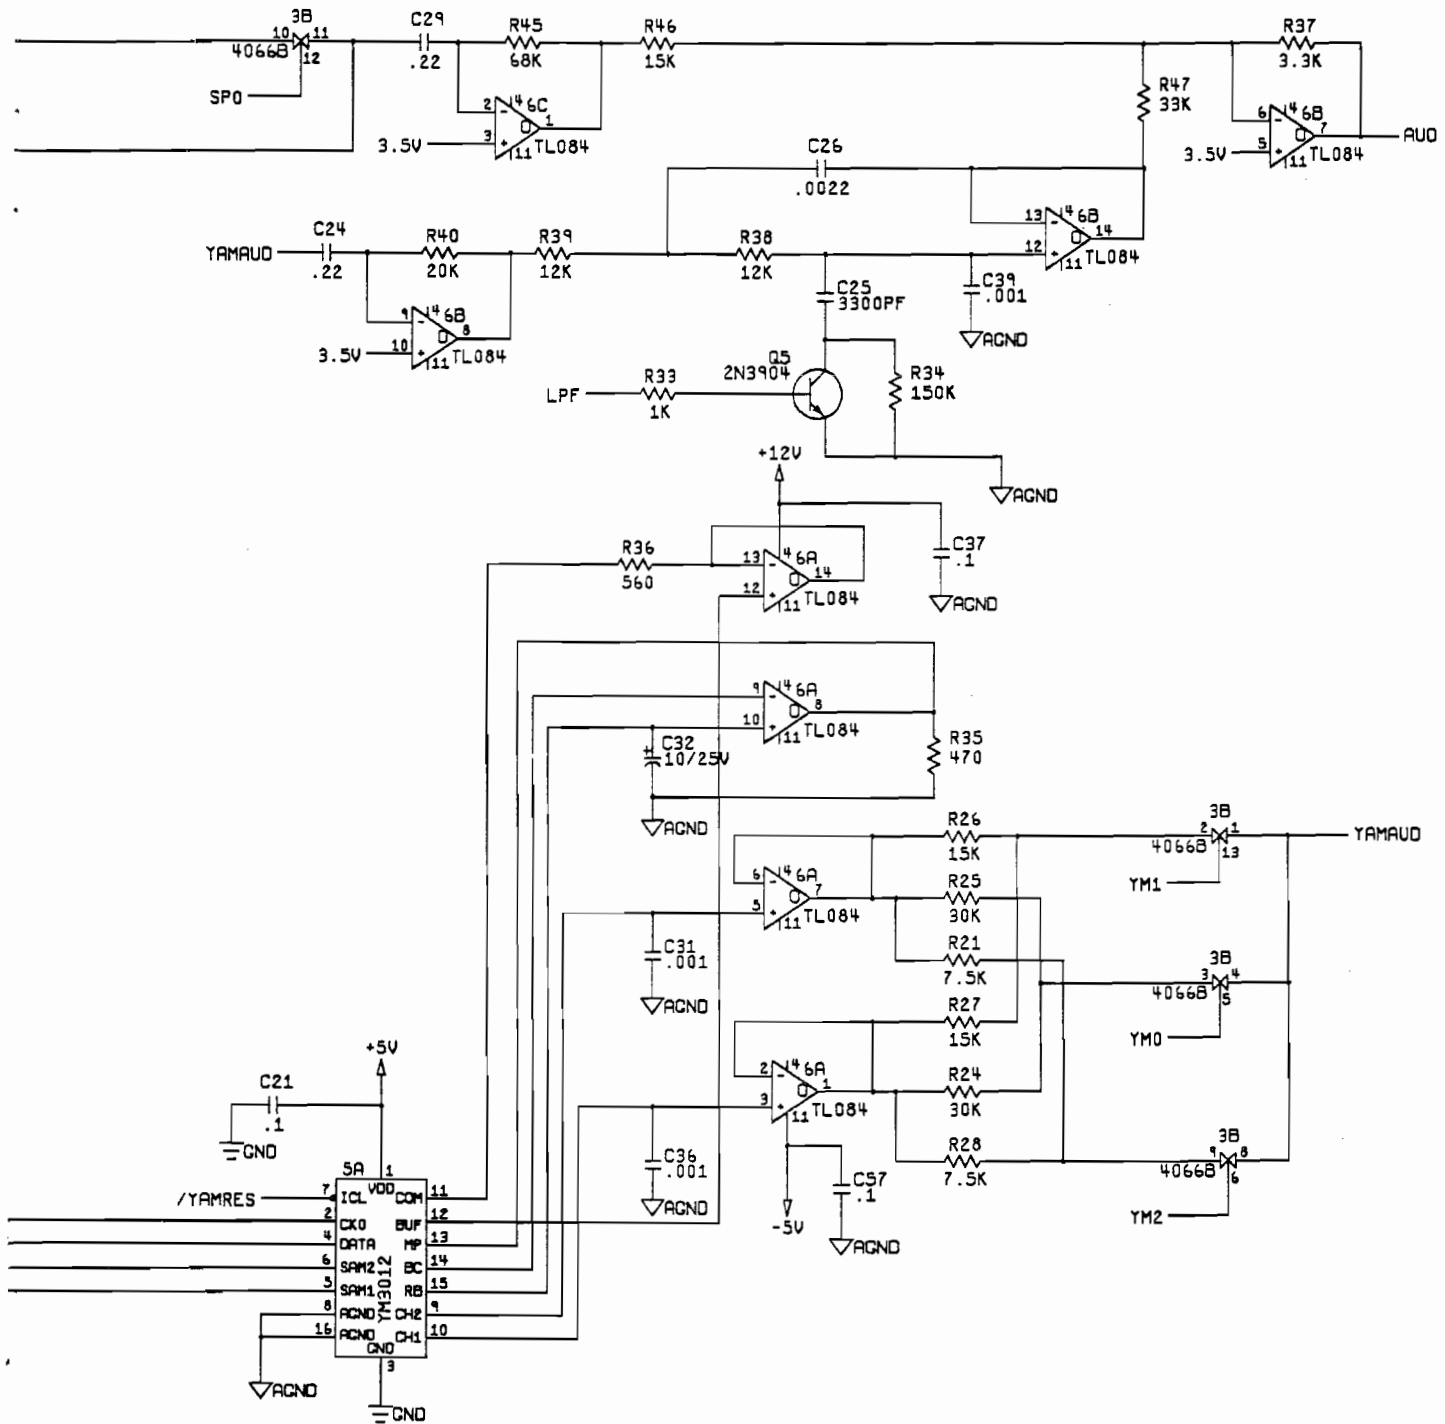 3B
10 11
4066B 12
SP0
C29
.22
R45
68K
R46
15K
R37
3.3K
R47
33K
2 - 4 6C
1
3.5V 3 +
11 TL084
6 - 4 6B
7
3.5V 5 +
11 TL084
AUD
C26
.0022
YAMAUD
C24
.22
R40
20K
R39
12K
R38
12K
13 - 4 6B
14
12 +
11 TL084
C25
3300PF
C39
.001
AGND
9 - 4 6B
8
3.5V 10 +
11 TL084
LPF
R33
1K
Q5
2N3904
R34
150K
AGND
+12V
R36
560
13 - 4 6A
14
12 +
11 TL084
C37
.1
AGND
9 - 4 6A
8
10 +
11 TL084
+
C32
10/25V
AGND
R35
470
6 - 4 6A
7
5 +
11 TL084
C31
.001
AGND
R26
15K
R25
30K
R21
7.5K
R27
15K
R24
30K
R28
7.5K
3B
2 1
4066B 13
YM1
YAMAUD
3B
3 4
4066B 5
YM0
3B
9 8
4066B 6
YM2
2 - 4 6A
1
3 +
11 TL084
C36
.001
AGND
-5V
C57
.1
AGND
+5V
C21
.1
GND
5A 1
VDD
/YAMRES 7 ICL COM 11
2 CKO BUF 12
4 DATA MP 13
6 SAM2 BC 14
5 SAM1 RB 15
8 AGND CH2 9
16 AGND CH1 10
YM3012
GND
3
AGND
GND